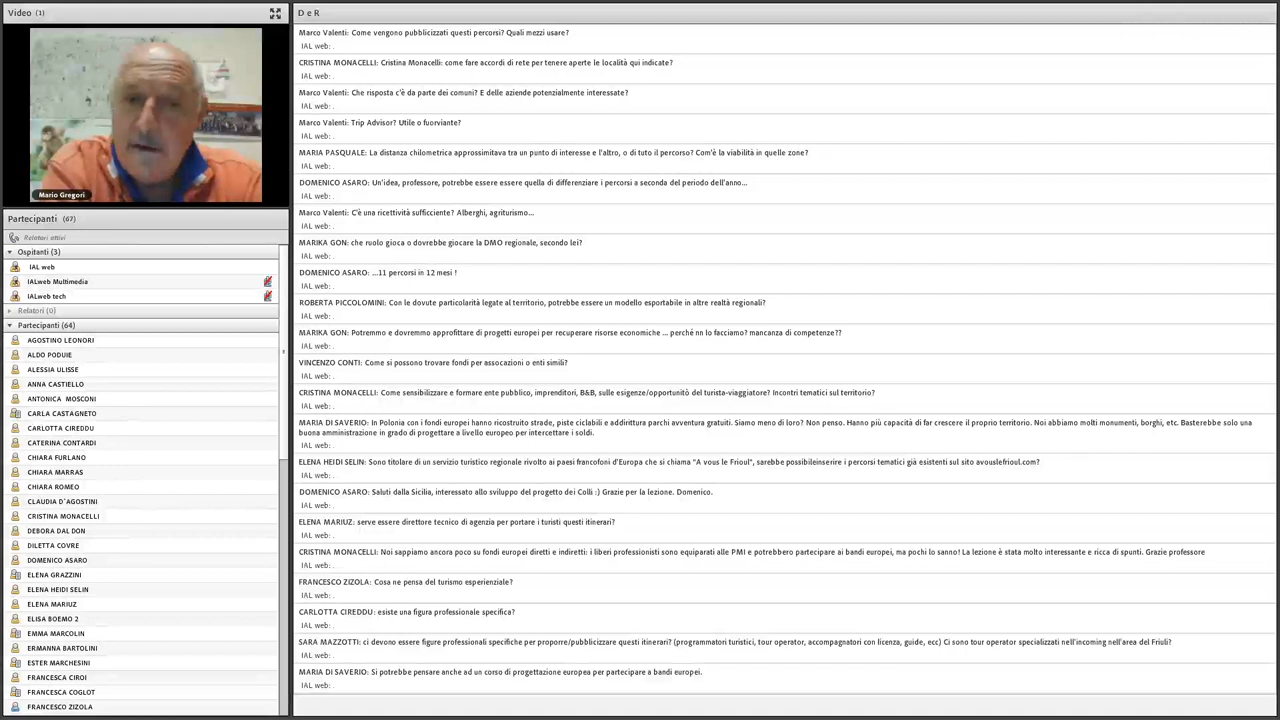 Video (1)
Mario Gregori
Partecipanti (67)
Relatori attivi
Ospitanti (3)
IAL web
IALweb Multimedia
IALweb tech
Relatori (0)
Partecipanti (64)
AGOSTINO LEONORI
ALDO PODUIE
ALESSIA ULISSE
ANNA CASTIELLO
ANTONICA MOSCONI
CARLA CASTAGNETO
CARLOTTA CIREDDU
CATERINA CONTARDI
CHIARA FURLANO
CHIARA MARRAS
CHIARA ROMEO
CLAUDIA D'AGOSTINI
CRISTINA MONACELLI
DEBORA DAL DON
DILETTA COVRE
DOMENICO ASARO
ELENA GRAZZINI
ELENA HEIDI SELIN
ELENA MARIUZ
ELISA BOEMO 2
EMMA MARCOLIN
ERMANNA BARTOLINI
ESTER MARCHESINI
FRANCESCA CIROI
FRANCESCA COGLOT
FRANCESCO ZIZOLA
D e R
Marco Valenti: Come vengono pubblicizzati questi percorsi? Quali mezzi usare?
IAL web: .
CRISTINA MONACELLI: Cristina Monacelli: come fare accordi di rete per tenere aperte le località qui indicate?
IAL web: .
Marco Valenti: Che risposta c'è da parte dei comuni? E delle aziende potenzialmente interessate?
IAL web: .
Marco Valenti: Trip Advisor? Utile o fuorviante?
IAL web: .
MARIA PASQUALE: La distanza chilometrica approssimitava tra un punto di interesse e l'altro, o di tuto il percorso? Com'è la viabilità in quelle zone?
IAL web: .
DOMENICO ASARO: Un'idea, professore, potrebbe essere essere quella di differenziare i percorsi a seconda del periodo dell'anno...
IAL web: .
Marco Valenti: C'è una ricettività sufficciente? Alberghi, agriturismo...
IAL web: .
MARIKA GON: che ruolo gioca o dovrebbe giocare la DMO regionale, secondo lei?
IAL web: .
DOMENICO ASARO: ...11 percorsi in 12 mesi !
IAL web: .
ROBERTA PICCOLOMINI: Con le dovute particolarità legate al territorio, potrebbe essere un modello esportabile in altre realtà regionali?
IAL web: .
MARIKA GON: Potremmo e dovremmo approfittare di progetti europei per recuperare risorse economiche ... perché nn lo facciamo? mancanza di competenze??
IAL web: .
VINCENZO CONTI: Come si possono trovare fondi per assocazioni o enti simili?
IAL web: .
CRISTINA MONACELLI: Come sensibilizzare e formare ente pubblico, imprenditori, B&B, sulle esigenze/opportunitò del turista-viaggiatore? Incontri tematici sul territorio?
IAL web: .
MARIA DI SAVERIO: In Polonia con i fondi europei hanno ricostruito strade, piste ciclabili e addirittura parchi avventura gratuiti. Siamo meno di loro? Non penso. Hanno più capacità di far crescere il proprio territorio. Noi abbiamo molti monumenti, borghi, etc. Basterebbe solo una
buona amministrazione in grado di progettare a livello europeo per intercettare i soldi.
IAL web: .
ELENA HEIDI SELIN: Sono titolare di un servizio turistico regionale rivolto ai paesi francofoni d'Europa che si chiama "A vous le Frioul", sarebbe possibileinserire i percorsi tematici già esistenti sul sito avouslefrioul.com?
IAL web: .
DOMENICO ASARO: Saluti dalla Sicilia, interessato allo sviluppo del progetto dei Colli :) Grazie per la lezione. Domenico.
IAL web: .
ELENA MARIUZ: serve essere direttore tecnico di agenzia per portare i turisti questi itinerari?
IAL web: .
CRISTINA MONACELLI: Noi sappiamo ancora poco su fondi europei diretti e indiretti: i liberi professionisti sono equiparati alle PMI e potrebbero partecipare ai bandi europei, ma pochi lo sanno! La lezione è stata molto interessante e ricca di spunti. Grazie professore
IAL web: .
FRANCESCO ZIZOLA: Cosa ne pensa del turismo esperienziale?
IAL web: .
CARLOTTA CIREDDU: esiste una figura professionale specifica?
IAL web: .
SARA MAZZOTTI: ci devono essere figure professionali specifiche per proporre/pubblicizzare questi itinerari? (programmatori turistici, tour operator, accompagnatori con licenza, guide, ecc) Ci sono tour operator specializzati nell'incoming nell'area del Friuli?
IAL web: .
MARIA DI SAVERIO: Si potrebbe pensare anche ad un corso di progettazione europea per partecipare a bandi europei.
IAL web: .